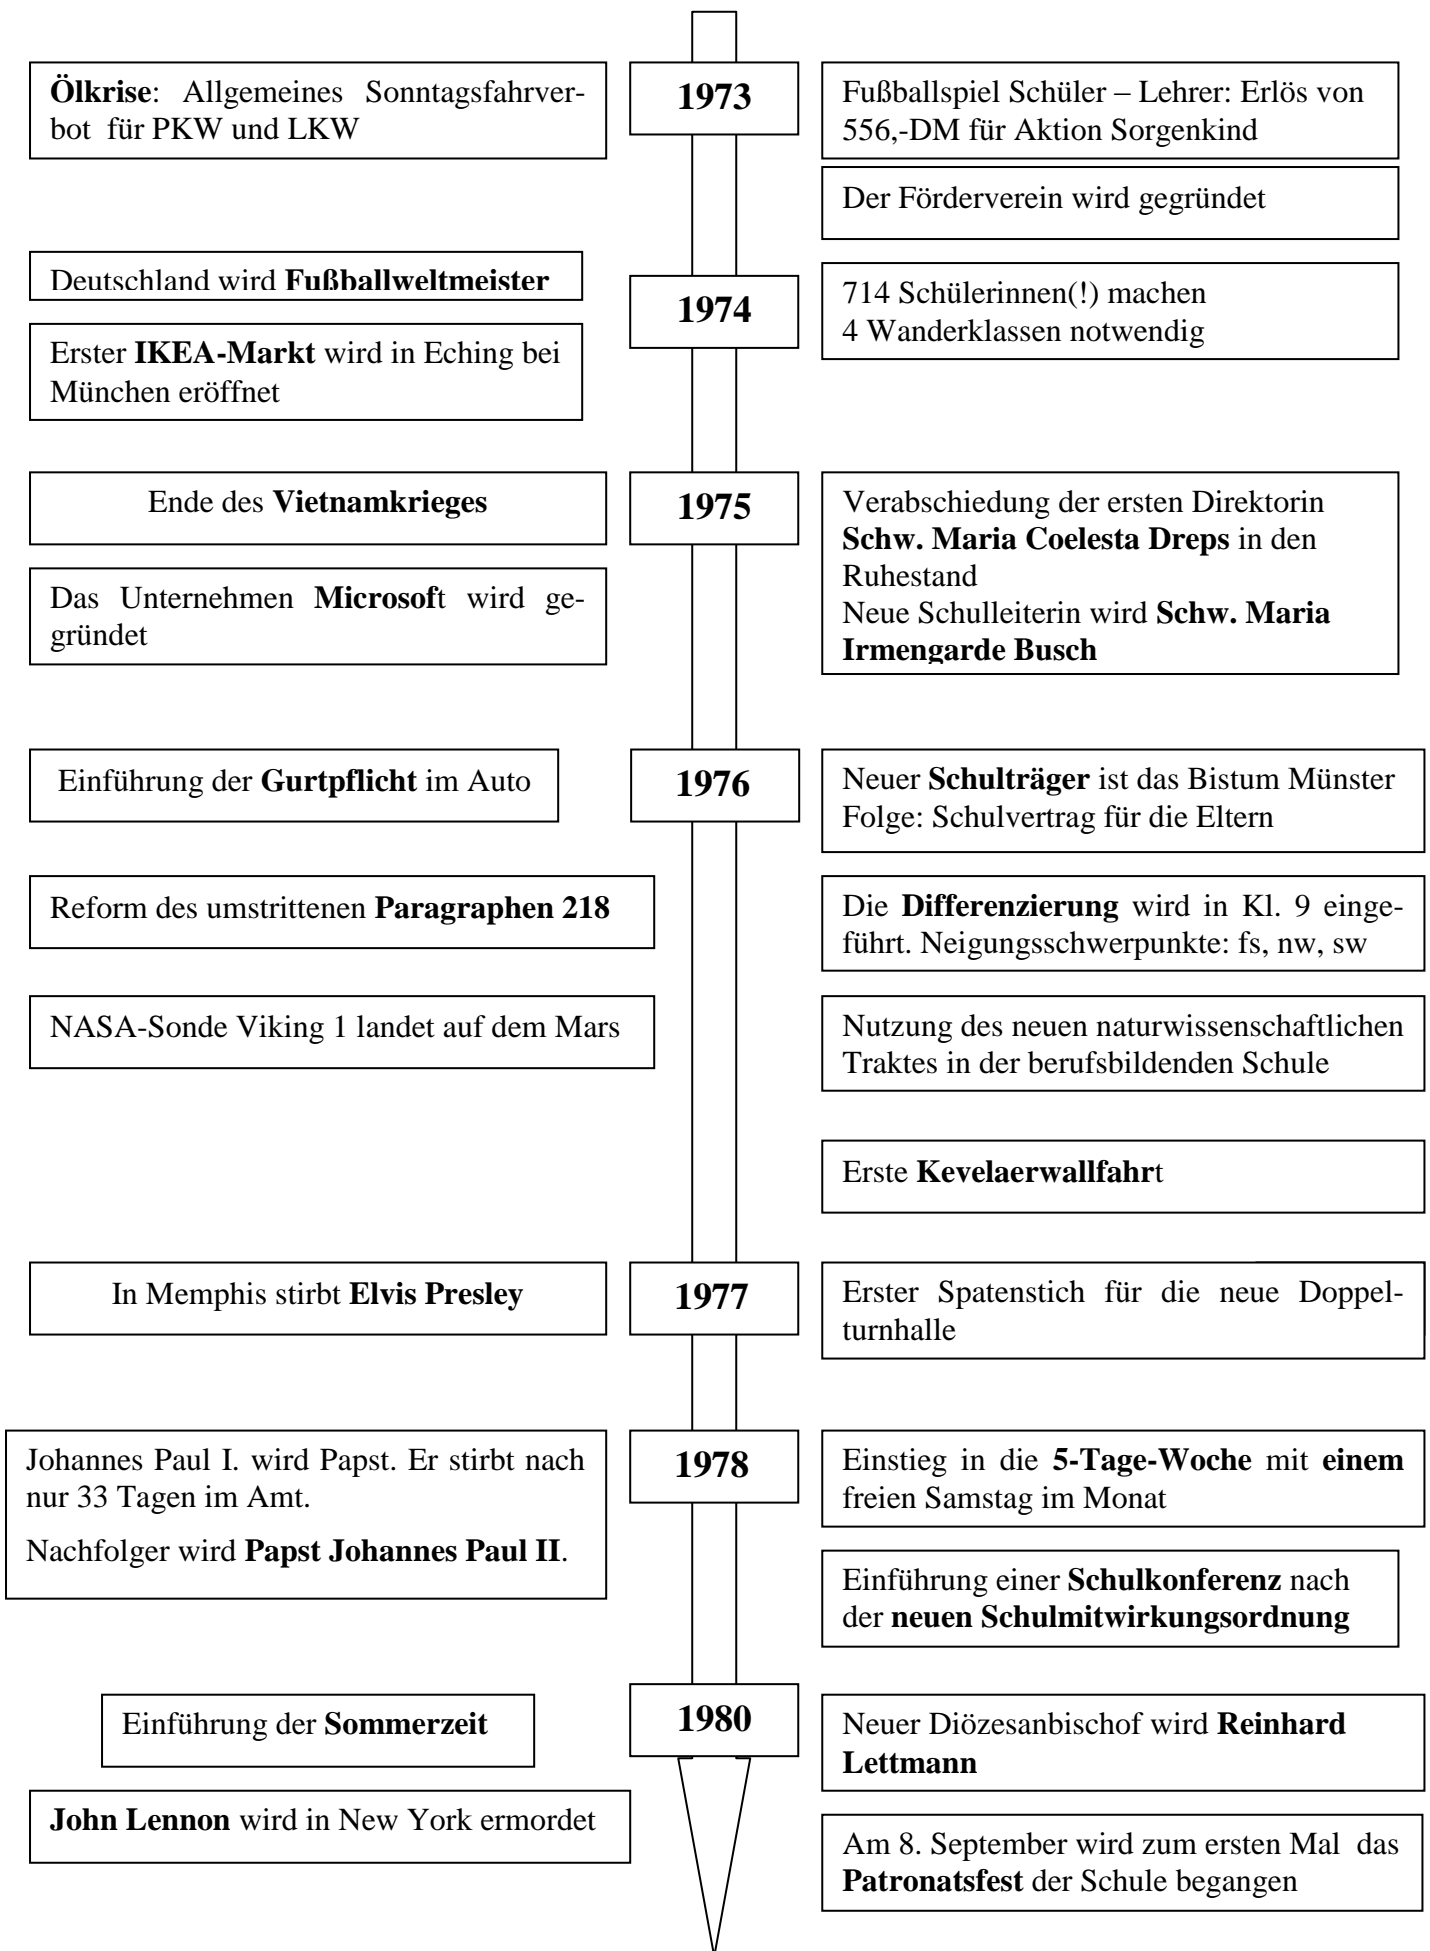 Ölkrise: Allgemeines Sonntagsfahrver-
bot für PKW und LKW
1973
Fußballspiel Schüler – Lehrer: Erlös von
556,-DM für Aktion Sorgenkind
Der Förderverein wird gegründet
Deutschland wird Fußballweltmeister
Erster IKEA-Markt wird in Eching bei
München eröffnet
1974
714 Schülerinnen(!) machen
4 Wanderklassen notwendig
Ende des Vietnamkrieges
Das Unternehmen Microsoft wird ge-
gründet
1975
Verabschiedung der ersten Direktorin
Schw. Maria Coelesta Dreps in den
Ruhestand
Neue Schulleiterin wird Schw. Maria
Irmengarde Busch
Einführung der Gurtpflicht im Auto
1976
Neuer Schulträger ist das Bistum Münster
Folge: Schulvertrag für die Eltern
Reform des umstrittenen Paragraphen 218
Die Differenzierung wird in Kl. 9 einge-
führt. Neigungsschwerpunkte: fs, nw, sw
NASA-Sonde Viking 1 landet auf dem Mars
Nutzung des neuen naturwissenschaftlichen
Traktes in der berufsbildenden Schule
Erste Kevelaerwallfahrt
In Memphis stirbt Elvis Presley
1977
Erster Spatenstich für die neue Doppel-
turnhalle
Johannes Paul I. wird Papst. Er stirbt nach
nur 33 Tagen im Amt.
Nachfolger wird Papst Johannes Paul II.
1978
Einstieg in die 5-Tage-Woche mit einem
freien Samstag im Monat
Einführung einer Schulkonferenz nach
der neuen Schulmitwirkungsordnung
Einführung der Sommerzeit
1980
Neuer Diözesanbischof wird Reinhard
Lettmann
John Lennon wird in New York ermordet
Am 8. September wird zum ersten Mal das
Patronatsfest der Schule begangen